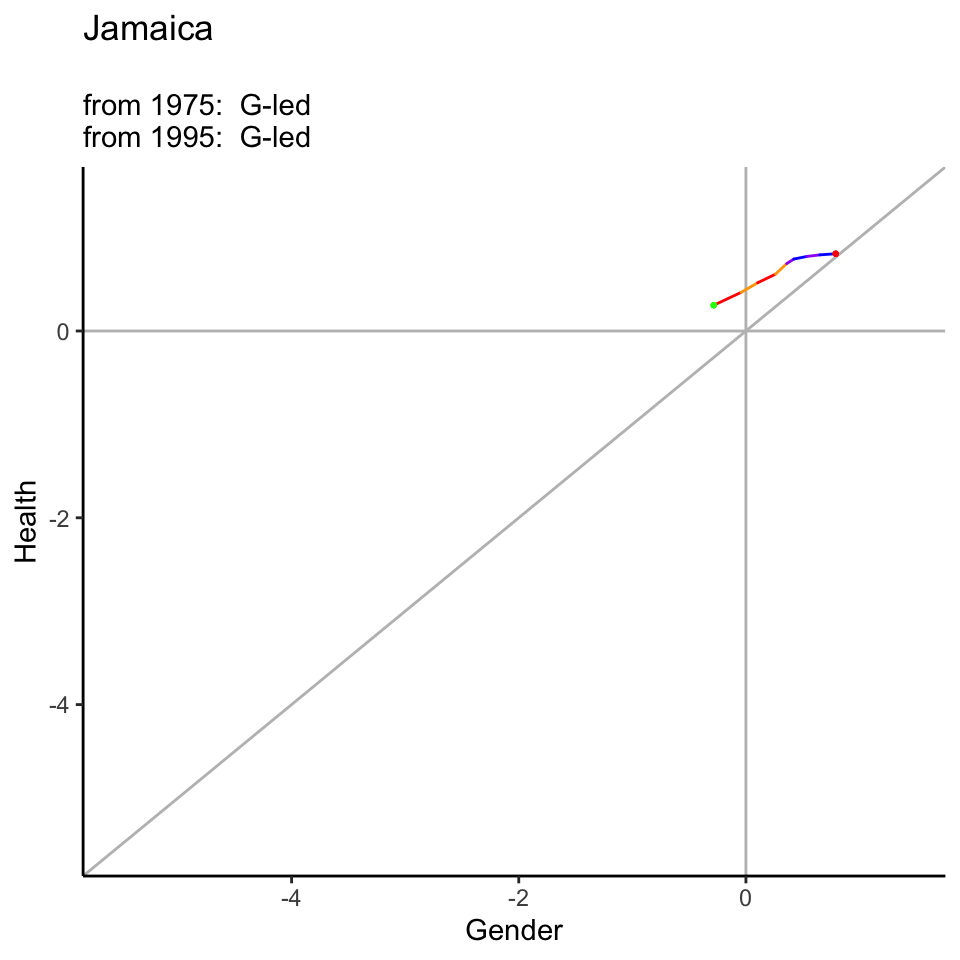 Jamaica
from 1975:  G-led
from 1995:  G-led
Health
0
-2
-4
-4
-2
0
Gender